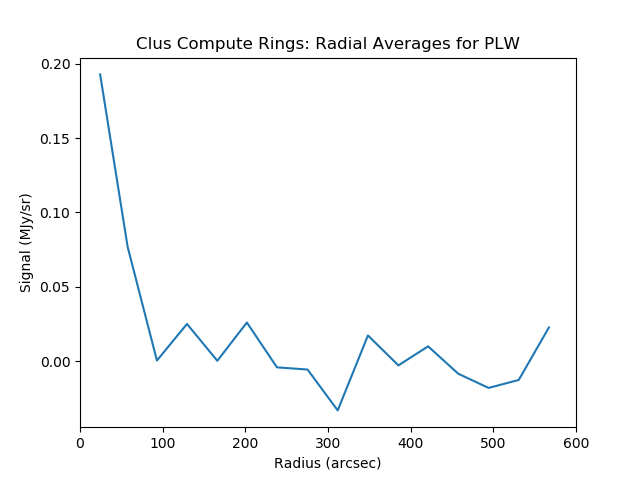 Clus Compute Rings: Radial Averages for PLW
0.20
0.15
0.10
0.05
0.00
Signal (MJy/sr)
0 100 200 300 400 500 600
Radius (arcsec)